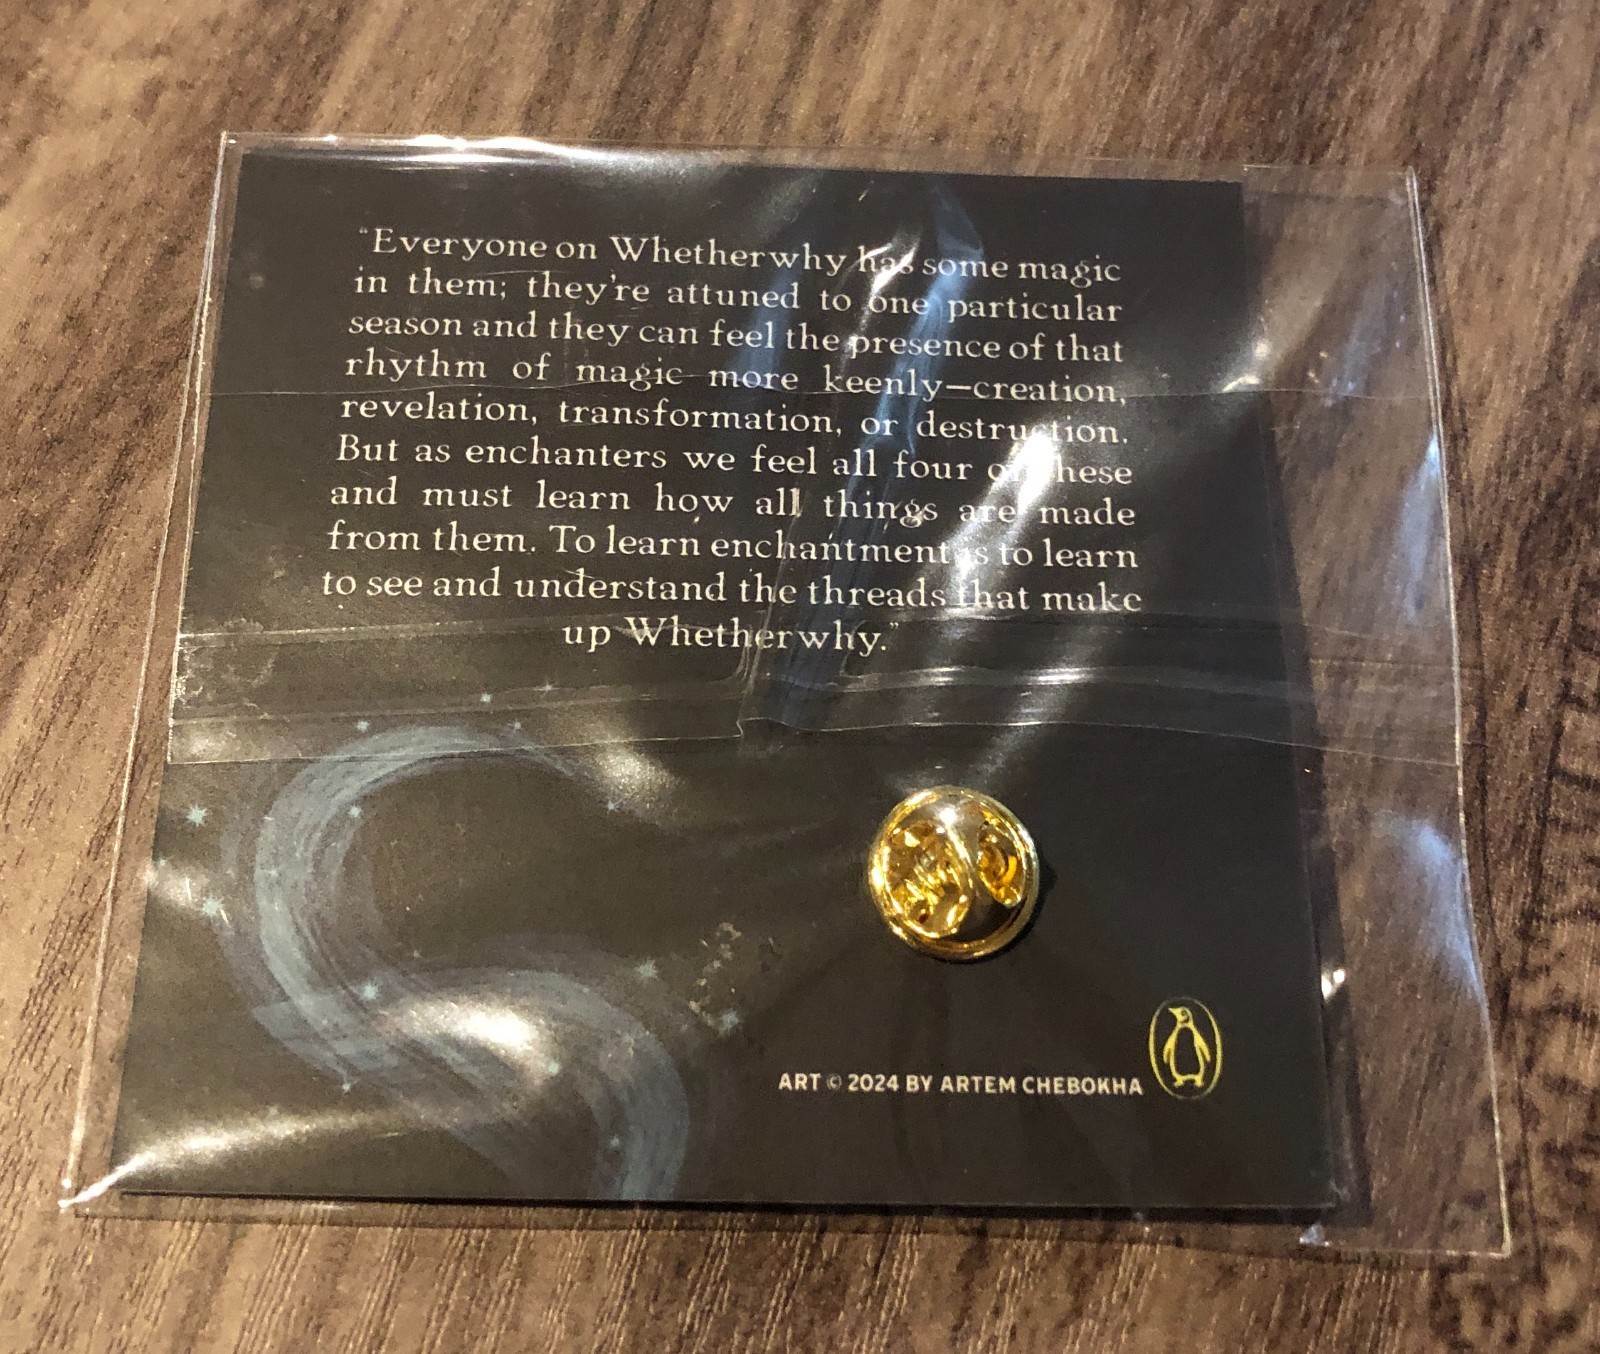 “Everyone on Whetherwhy has some magic
in them; they're attuned to one particular
season and they can feel the presence of that
rhythm of magic more keenly—creation,
revelation, transformation, or destruction.
But as enchanters we feel all four of these
and must learn how all things are made
from them. To learn enchantment is to learn
to see and understand the threads that make
up Whetherwhy.”
ART © 2024 BY ARTEM CHEBOKHA